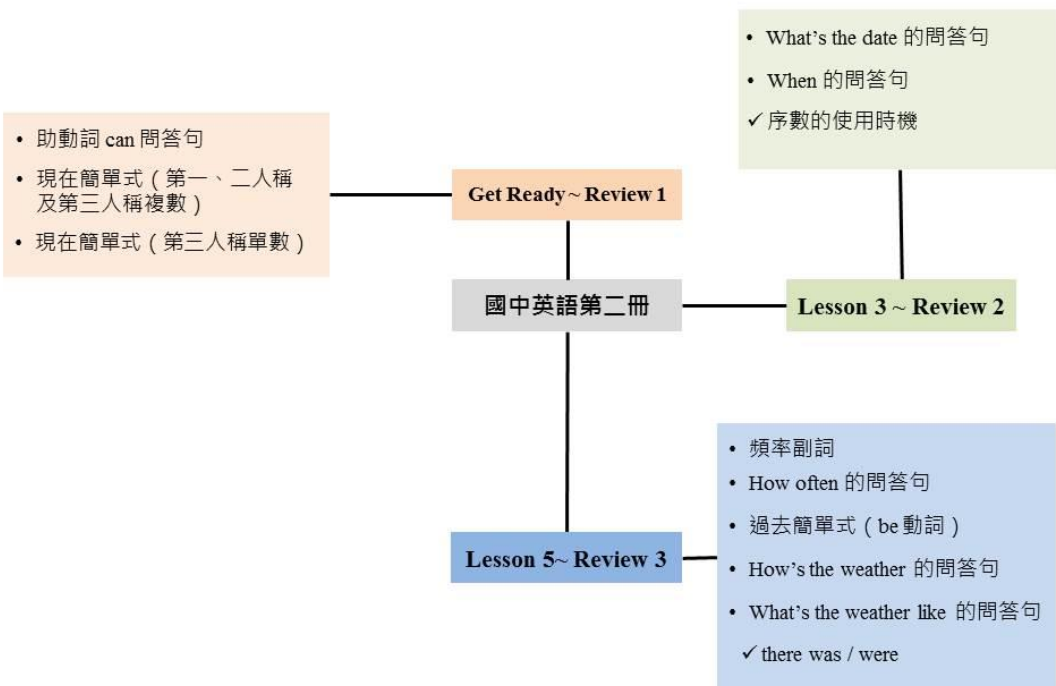 • What's the date 的問答句
• When 的問答句
✓ 序數的使用時機
• 助動詞 can 問答句
• 現在簡單式（第一、二人稱
及第三人稱複數）
• 現在簡單式（第三人稱單數）
Get Ready ~ Review 1
國中英語第二冊
Lesson 3 ~ Review 2
• 頻率副詞
• How often 的問答句
• 過去簡單式（be 動詞）
• How's the weather 的問答句
• What's the weather like 的問答句
✓ there was / were
Lesson 5~ Review 3